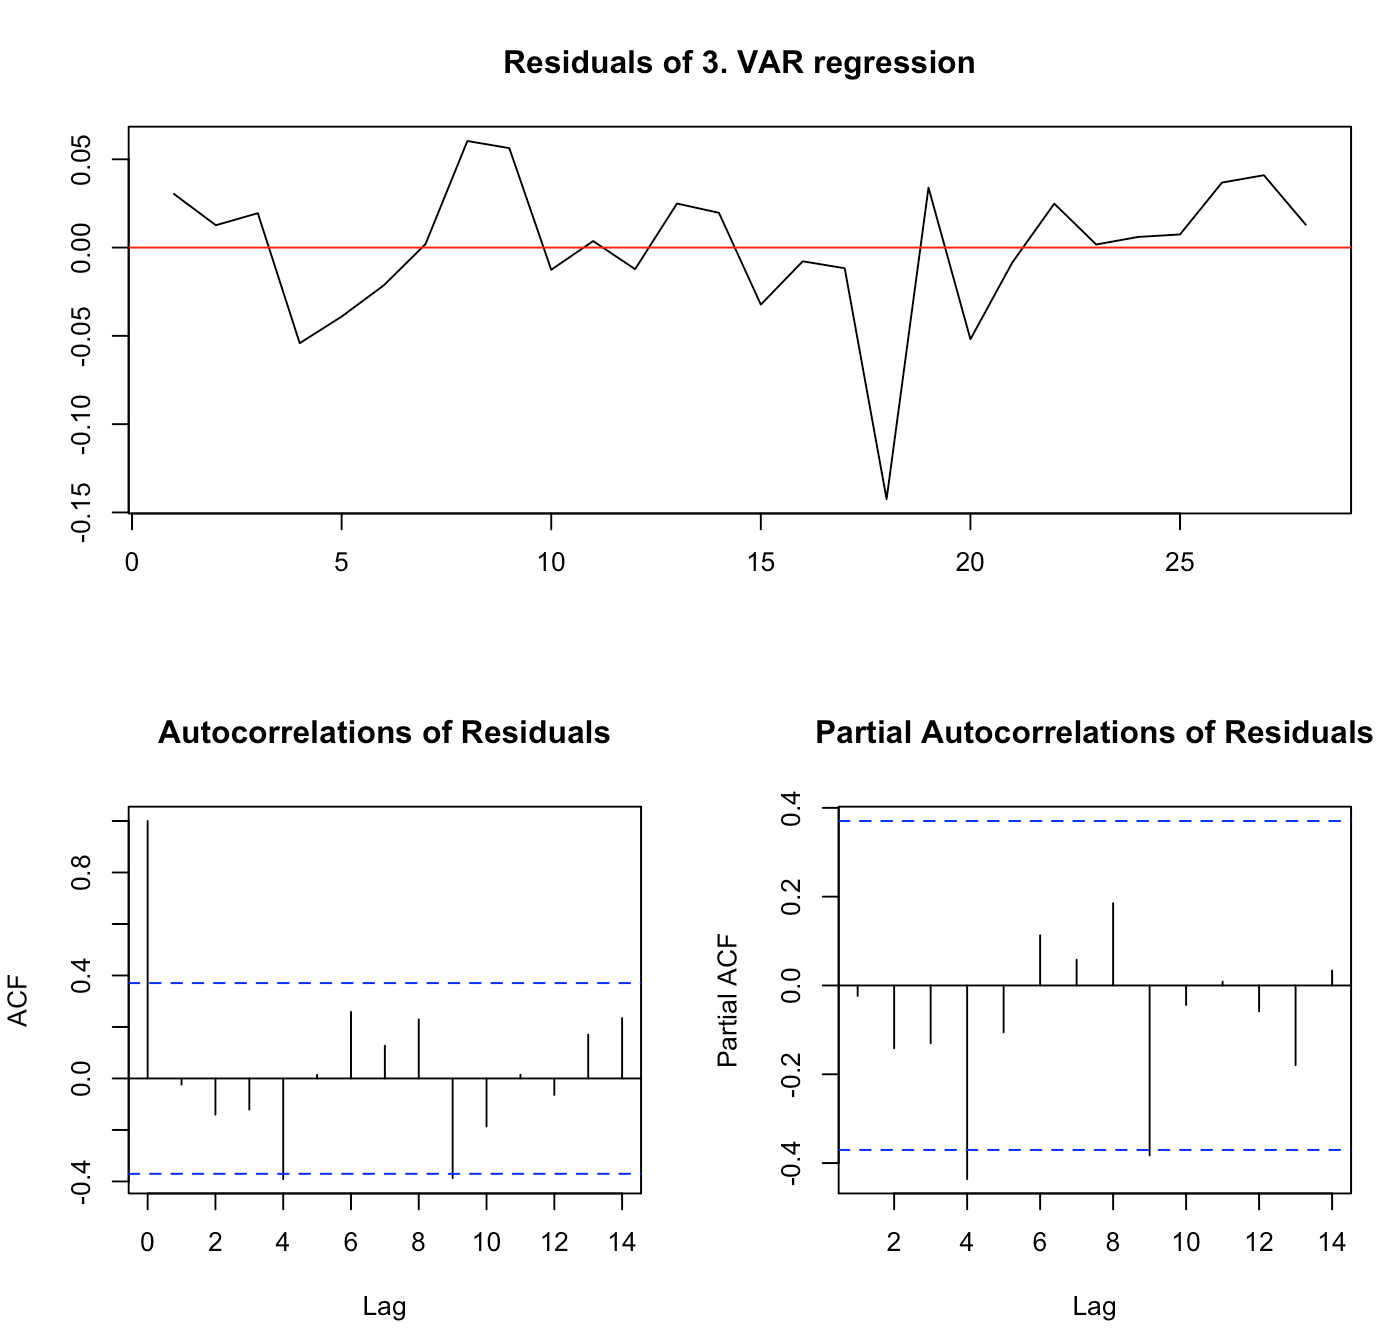 Residuals of 3. VAR regression
0.05
0.00
-0.05
-0.10
-0.15
0 5 10 15 20 25
Autocorrelations of Residuals
ACF
0.8
0.4
0.0
-0.4
0 2 4 6 8 10 12 14
Lag
Partial Autocorrelations of Residuals
Partial ACF
0.4
0.2
0.0
-0.2
-0.4
2 4 6 8 10 12 14
Lag